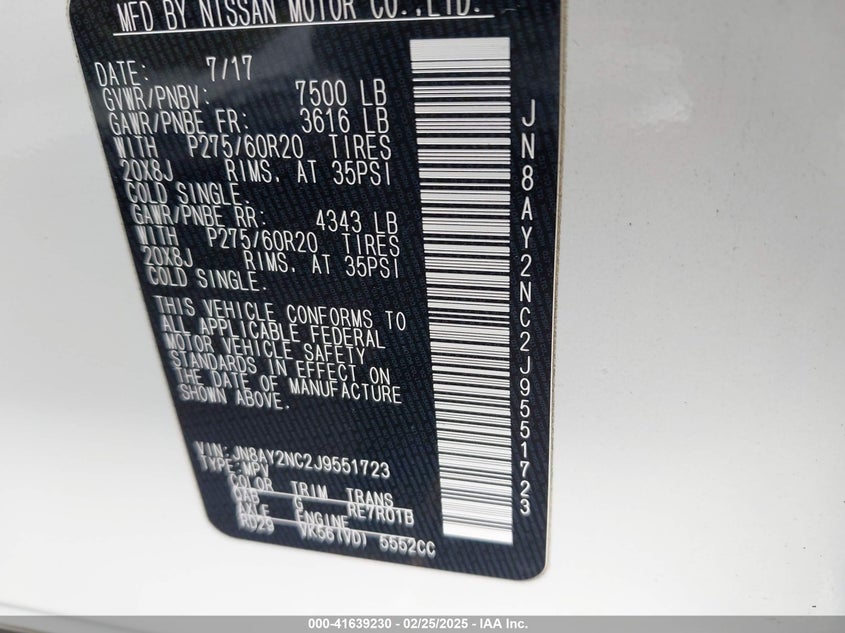 MFD BY NISSAN MOTOR CO.,LTD.
DATE: 7/17
GVWR/PNBV: 7500 LB
GAWR/PNBE FR: 3616 LB
WITH P275/60R20 TIRES
20X8J RIMS. AT 35PSI
COLD SINGLE.
GAWR/PNBE RR: 4343 LB
WITH P275/60R20 TIRES
20X8J RIMS. AT 35PSI
COLD SINGLE.
THIS VEHICLE CONFORMS TO
ALL APPLICABLE FEDERAL
MOTOR VEHICLE SAFETY
STANDARDS IN EFFECT ON
THE DATE OF MANUFACTURE
SHOWN ABOVE.
VIN:JN8AY2NC2J9551723
TYPE:MPV
COLOR TRIM TRANS
QAB G RE7R01B
AXLE ENGINE
RD29 VK56(VD) 5552CC
JN8AY2NC2J9551723
000-41639230 - 02/25/2025 - IAA Inc.